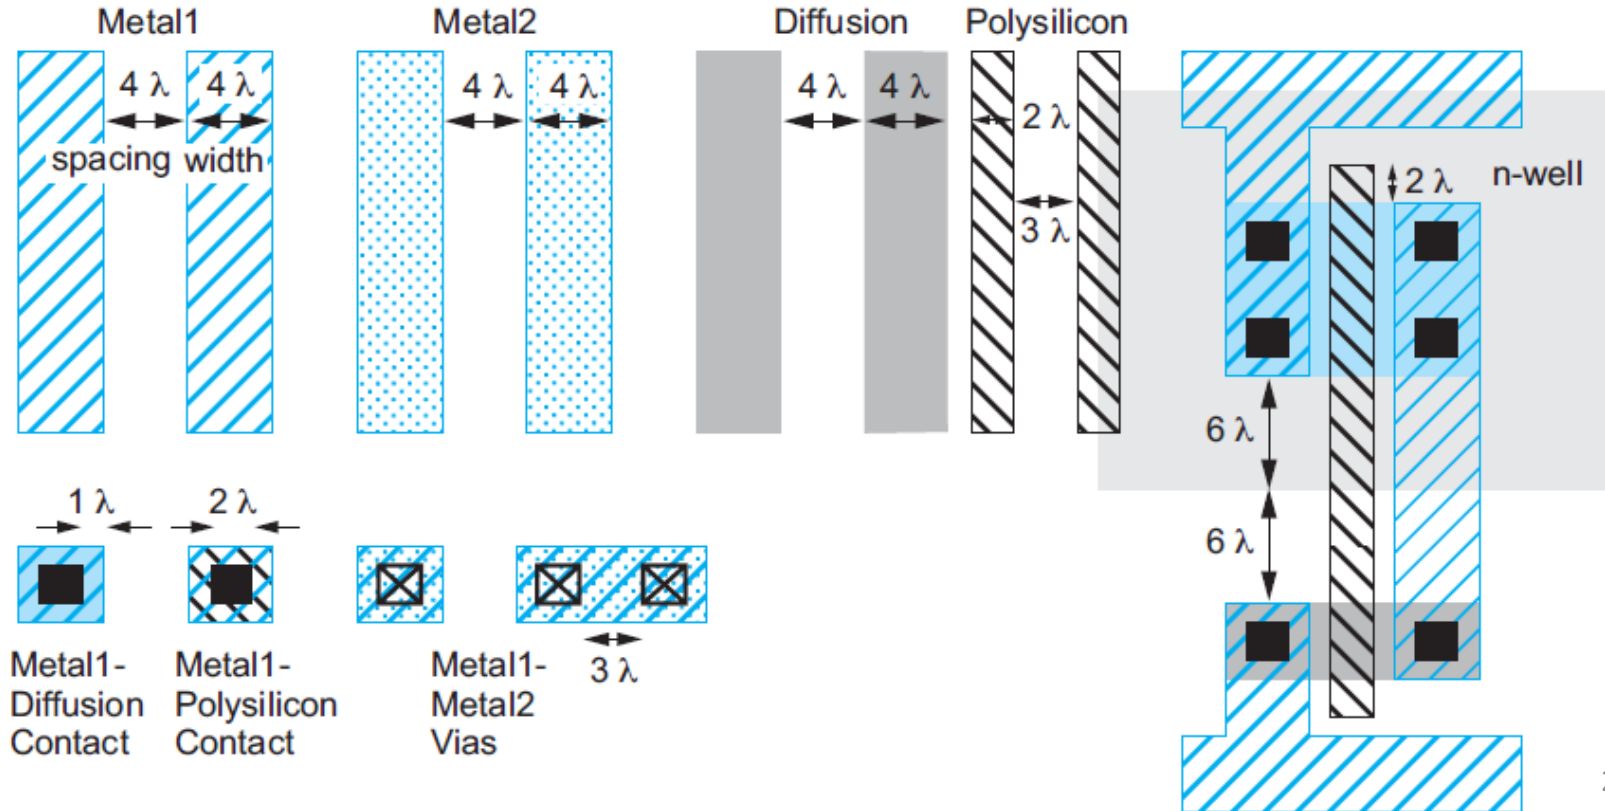 Metal1
Metal2
Diffusion
Polysilicon
4 λ
4 λ
4 λ
4 λ
4 λ
4 λ
2 λ
spacing
width
3 λ
2 λ
n-well
6 λ
6 λ
1 λ
2 λ
3 λ
Metal1-
Diffusion
Contact
Metal1-
Polysilicon
Contact
Metal1-
Metal2
Vias